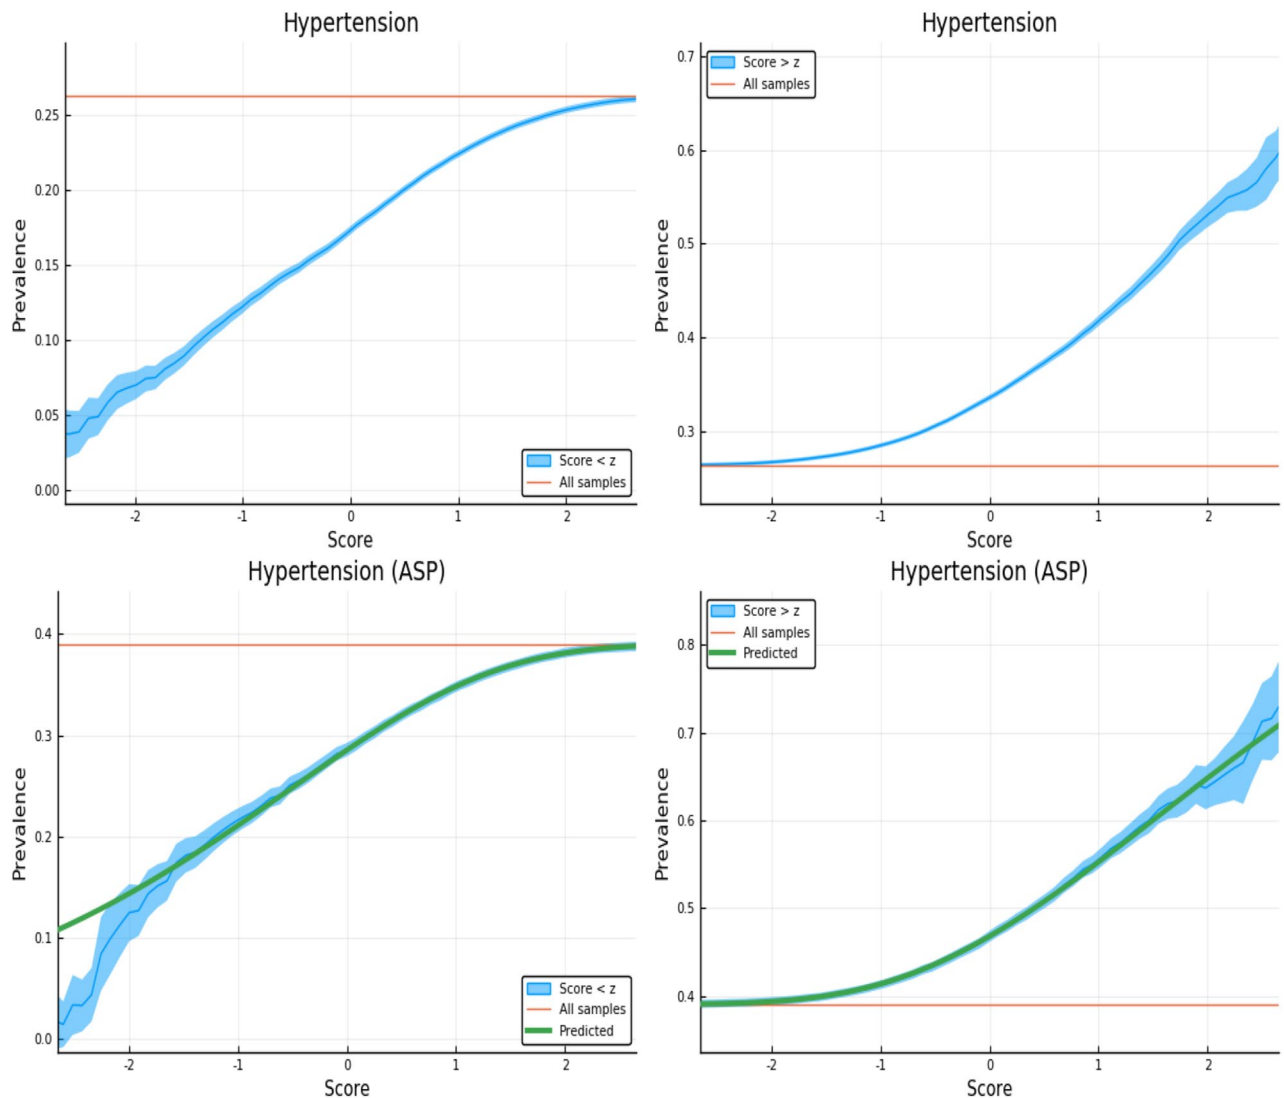 Hypertension
Prevalence
0.25
0.20
0.15
0.10
0.05
0.00
Score < z
All samples
-2 -1 0 1 2
Score
Hypertension
Prevalence
0.7
0.6
0.5
0.4
0.3
Score > z
All samples
-2 -1 0 1 2
Score
Hypertension (ASP)
Prevalence
0.4
0.3
0.2
0.1
0.0
Score < z
All samples
Predicted
-2 -1 0 1 2
Score
Hypertension (ASP)
Prevalence
0.8
0.7
0.6
0.5
0.4
Score > z
All samples
Predicted
-2 -1 0 1 2
Score